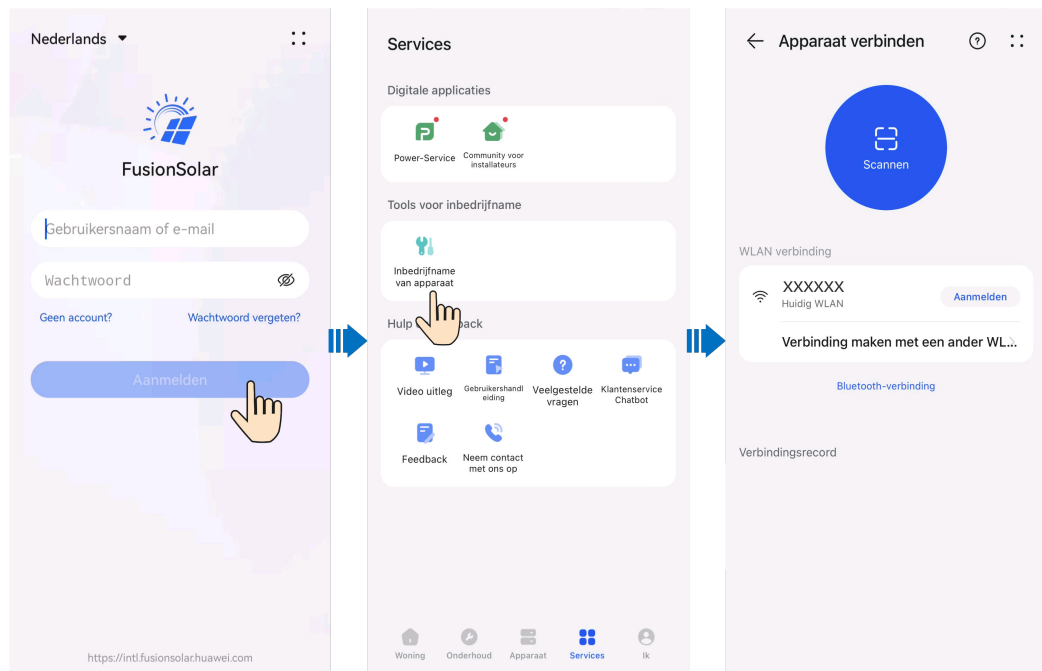 Nederlands
FusionSolar
Gebruikersnaam of e-mail
Wachtwoord
Geen account?
Wachtwoord vergeten?
Aanmelden
https://intl.fusionsolar.huawei.com
Services
Digitale applicaties
Power-Service
Community voor
installateurs
Tools voor inbedrijfname
Inbedrijfname
van apparaat
Hulp
Video uitleg
Gebruikershandl
eiding
Veelgestelde
vragen
Klantenservice
Chatbot
Feedback
Neem contact
met ons op
Woning
Onderhoud
Apparaat
Services
Ik
Apparaat verbinden
Scannen
WLAN verbinding
XXXXXX
Huidig WLAN
Aanmelden
Verbinding maken met een ander WL...
Bluetooth-verbinding
Verbindingsrecord